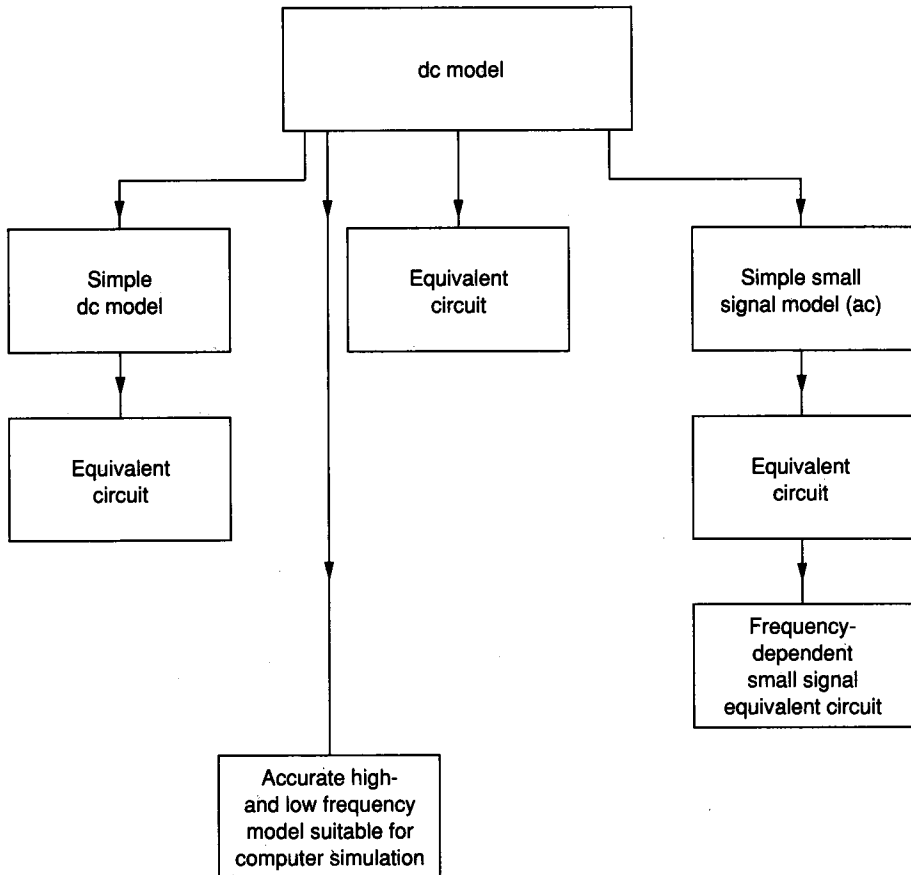 dc model
Simple
dc model
Equivalent
circuit
Simple small
signal model (ac)
Equivalent
circuit
Equivalent
circuit
Frequency-
dependent
small signal
equivalent circuit
Accurate high-
and low frequency
model suitable for
computer simulation